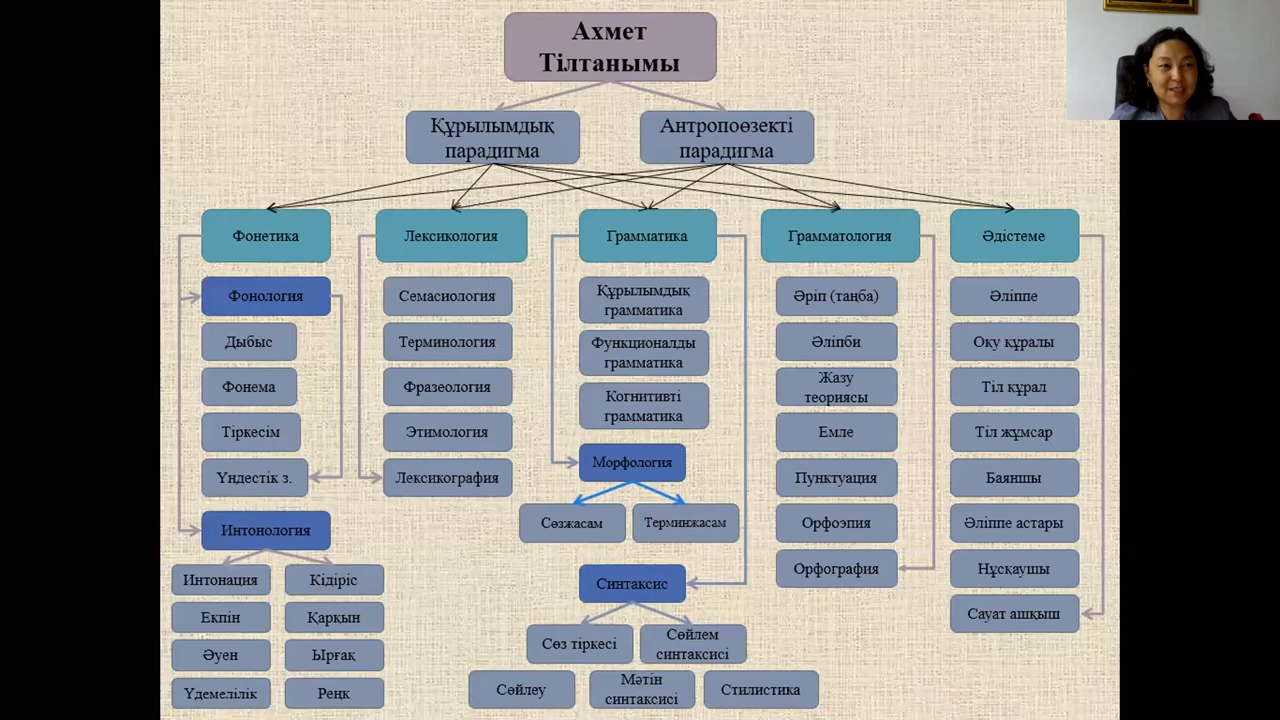 Ахмет
Тілтанымы
Құрылымдық
парадигма
Антропоөзекті
парадигма
Фонетика
Лексикология
Грамматика
Грамматология
Әдістеме
Фонология
Дыбыс
Фонема
Тіркесім
Үндестік з.
Интонология
Интонация
Кідіріс
Екпін
Қарқын
Әуен
Ырғақ
Үдемелілік
Реңк
Семасиология
Терминология
Фразеология
Этимология
Лексикография
Құрылымдық
грамматика
Функционалды
грамматика
Когнитивті
грамматика
Морфология
Сөзжасам
Терминжасам
Синтаксис
Сөз тіркесі
Сөйлем
синтаксисі
Сөйлеу
Мәтін
синтаксисі
Стилистика
Әріп (таңба)
Әліпби
Жазу
теориясы
Емле
Пунктуация
Орфоэпия
Орфография
Әліппе
Оқу құралы
Тіл құрал
Тіл жұмсар
Баяншы
Әліппе астары
Нұсқаушы
Сауат ашқыш